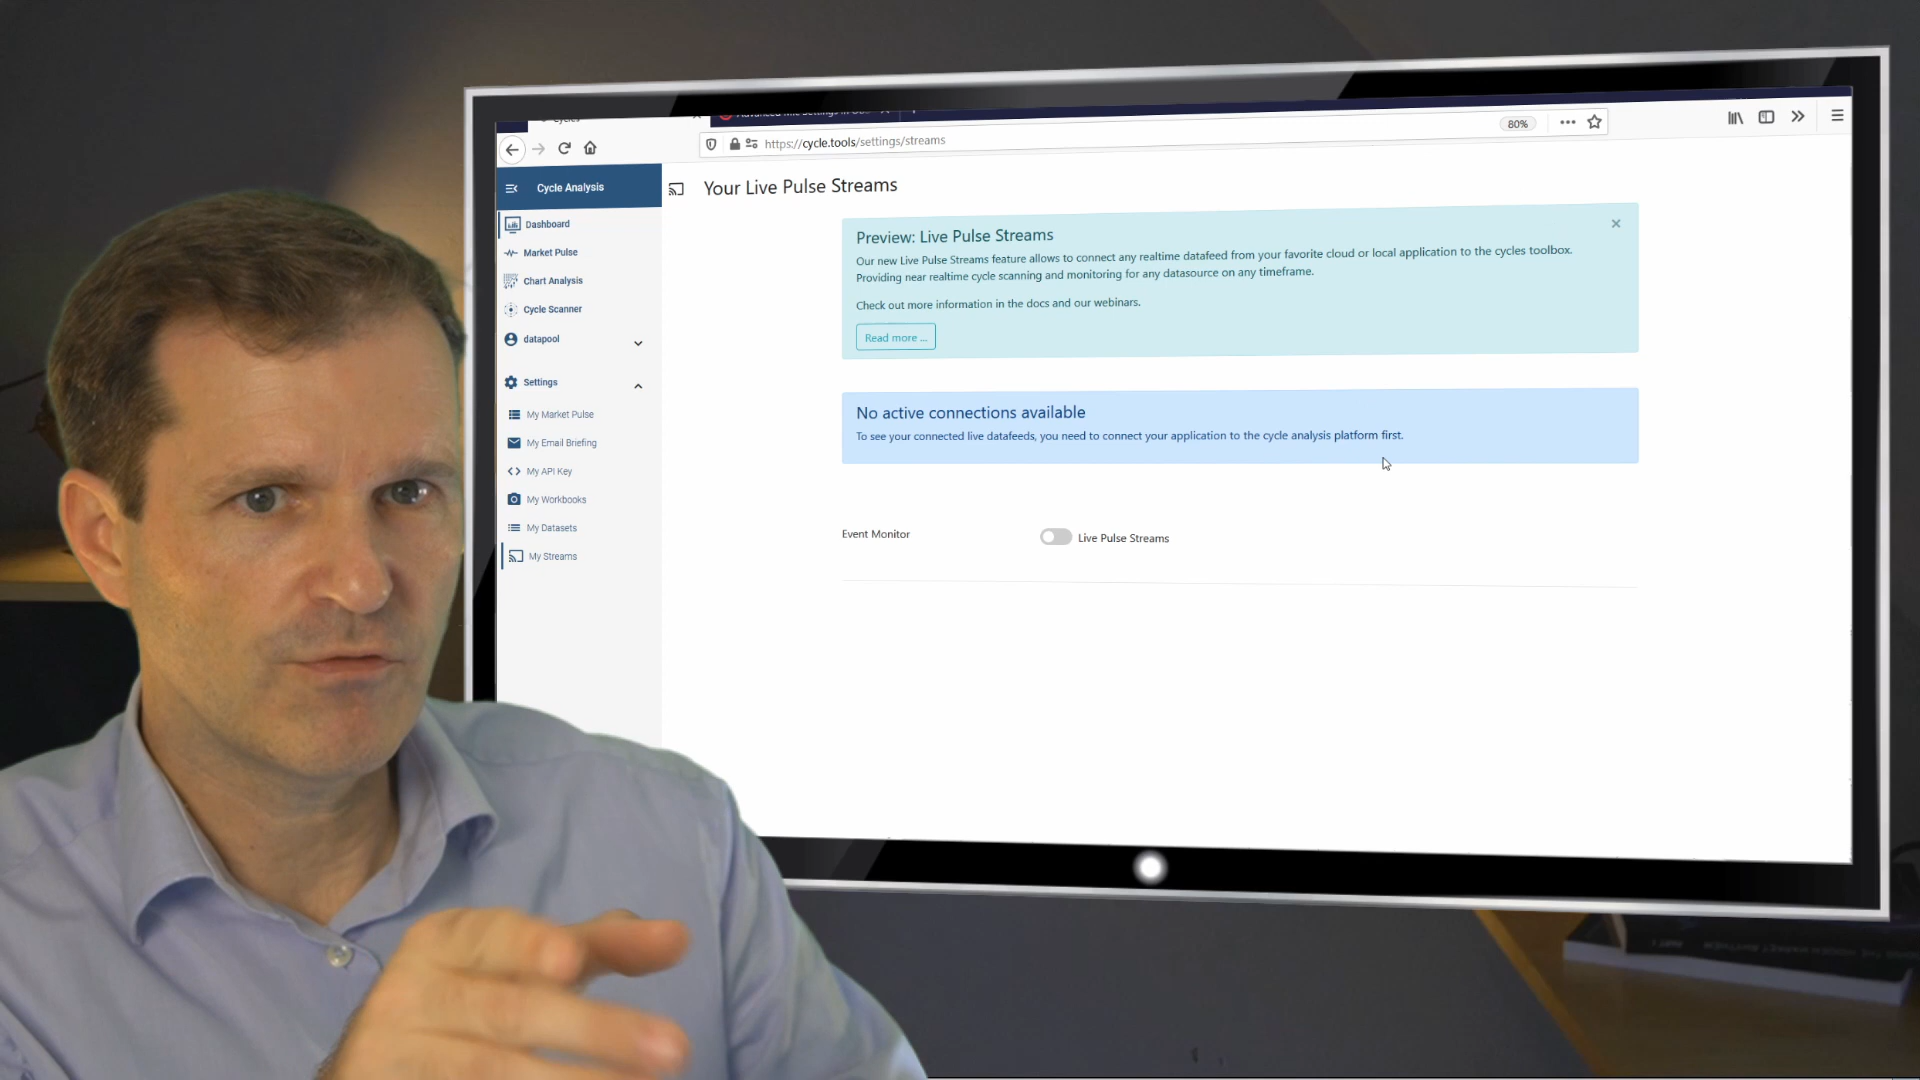 Cycles
Advanced Mic Settings in
80%
https://cycle.tools/settings/streams
Cycle Analysis
Your Live Pulse Streams
Dashboard
Market Pulse
Chart Analysis
Cycle Scanner
datapool
Settings
My Market Pulse
My Email Briefing
My API Key
My Workbooks
My Datasets
My Streams
Preview: Live Pulse Streams
Our new Live Pulse Streams feature allows to connect any realtime datafeed from your favorite cloud or local application to the cycles toolbox.
Providing near realtime cycle scanning and monitoring for any datasource on any timeframe.
Check out more information in the docs and our webinars.
Read more ...
No active connections available
To see your connected live datafeeds, you need to connect your application to the cycle analysis platform first.
Event Monitor
Live Pulse Streams